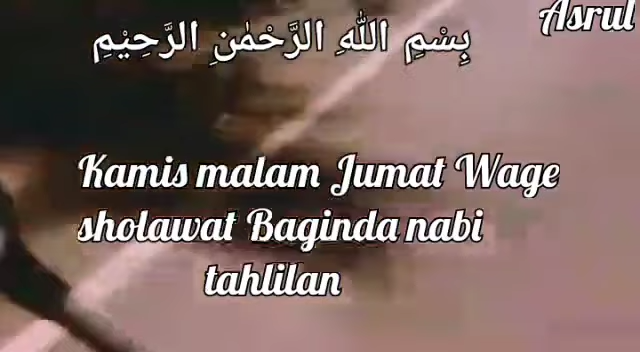 Asrul
بِسْمِ اللّٰهِ الرَّحْمٰنِ الرَّحِيْمِ
Kamis malam Jumat Wage
sholawat Baginda nabi
tahlilan